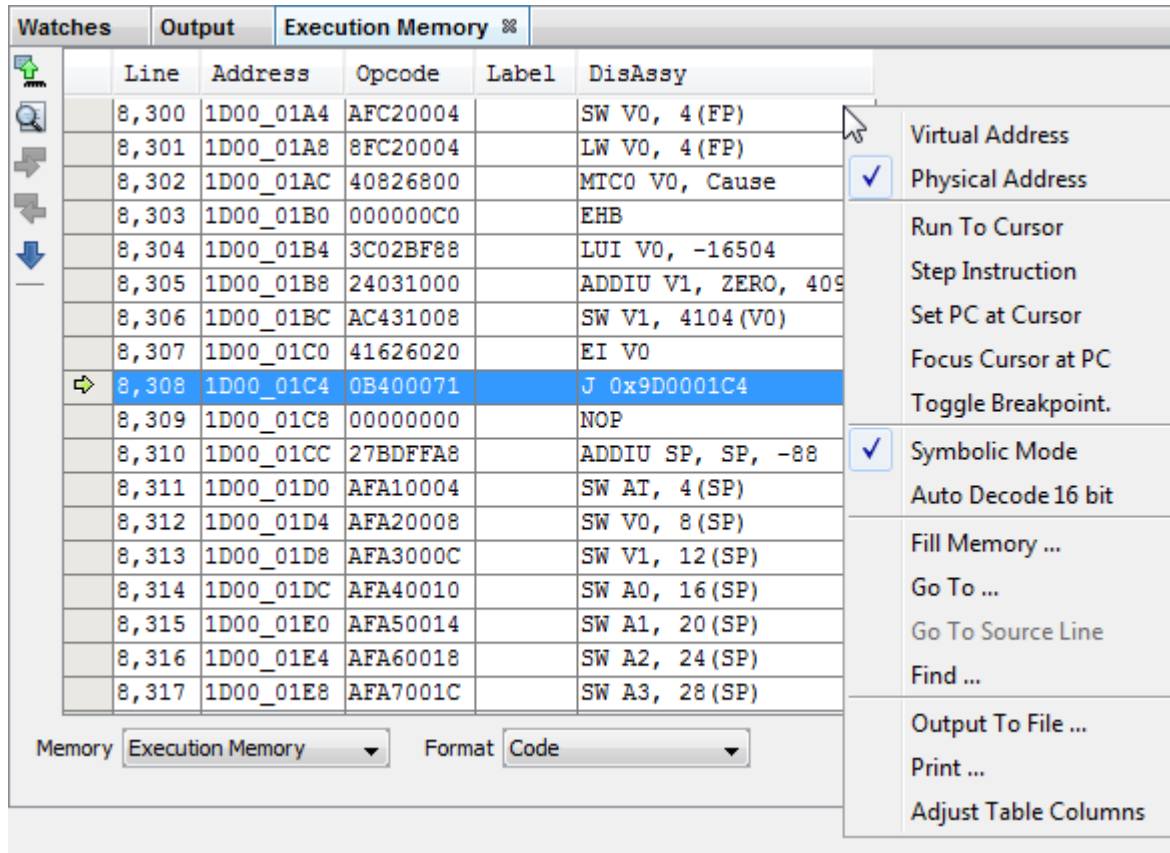 Watches Output Execution Memory
Line Address Opcode Label DisAssy
8,300 1D00_01A4 AFC20004 SW V0, 4(FP)
8,301 1D00_01A8 8FC20004 LW V0, 4(FP)
8,302 1D00_01AC 40826800 MTC0 V0, Cause
8,303 1D00_01B0 000000C0 EHB
8,304 1D00_01B4 3C02BF88 LUI V0, -16504
8,305 1D00_01B8 24031000 ADDIU V1, ZERO, 409
8,306 1D00_01BC AC431008 SW V1, 4104(V0)
8,307 1D00_01C0 41626020 EI V0
8,308 1D00_01C4 0B400071 J 0x9D0001C4
8,309 1D00_01C8 00000000 NOP
8,310 1D00_01CC 27BDFFA8 ADDIU SP, SP, -88
8,311 1D00_01D0 AFA10004 SW AT, 4(SP)
8,312 1D00_01D4 AFA20008 SW V0, 8(SP)
8,313 1D00_01D8 AFA3000C SW V1, 12(SP)
8,314 1D00_01DC AFA40010 SW A0, 16(SP)
8,315 1D00_01E0 AFA50014 SW A1, 20(SP)
8,316 1D00_01E4 AFA60018 SW A2, 24(SP)
8,317 1D00_01E8 AFA7001C SW A3, 28(SP)
Memory Execution Memory Format Code
Virtual Address
Physical Address
Run To Cursor
Step Instruction
Set PC at Cursor
Focus Cursor at PC
Toggle Breakpoint.
Symbolic Mode
Auto Decode 16 bit
Fill Memory ...
Go To ...
Go To Source Line
Find ...
Output To File ...
Print ...
Adjust Table Columns